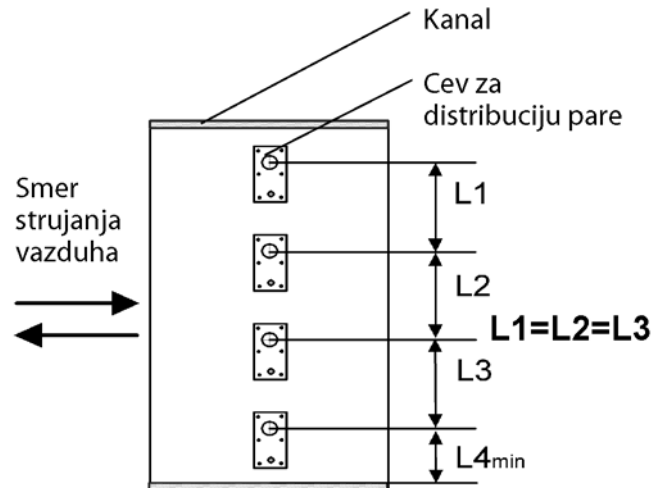 Kanal
Cev za
distribuciju pare
Smer
strujanja
vazduha
L1
L2
L1=L2=L3
L3
L4min